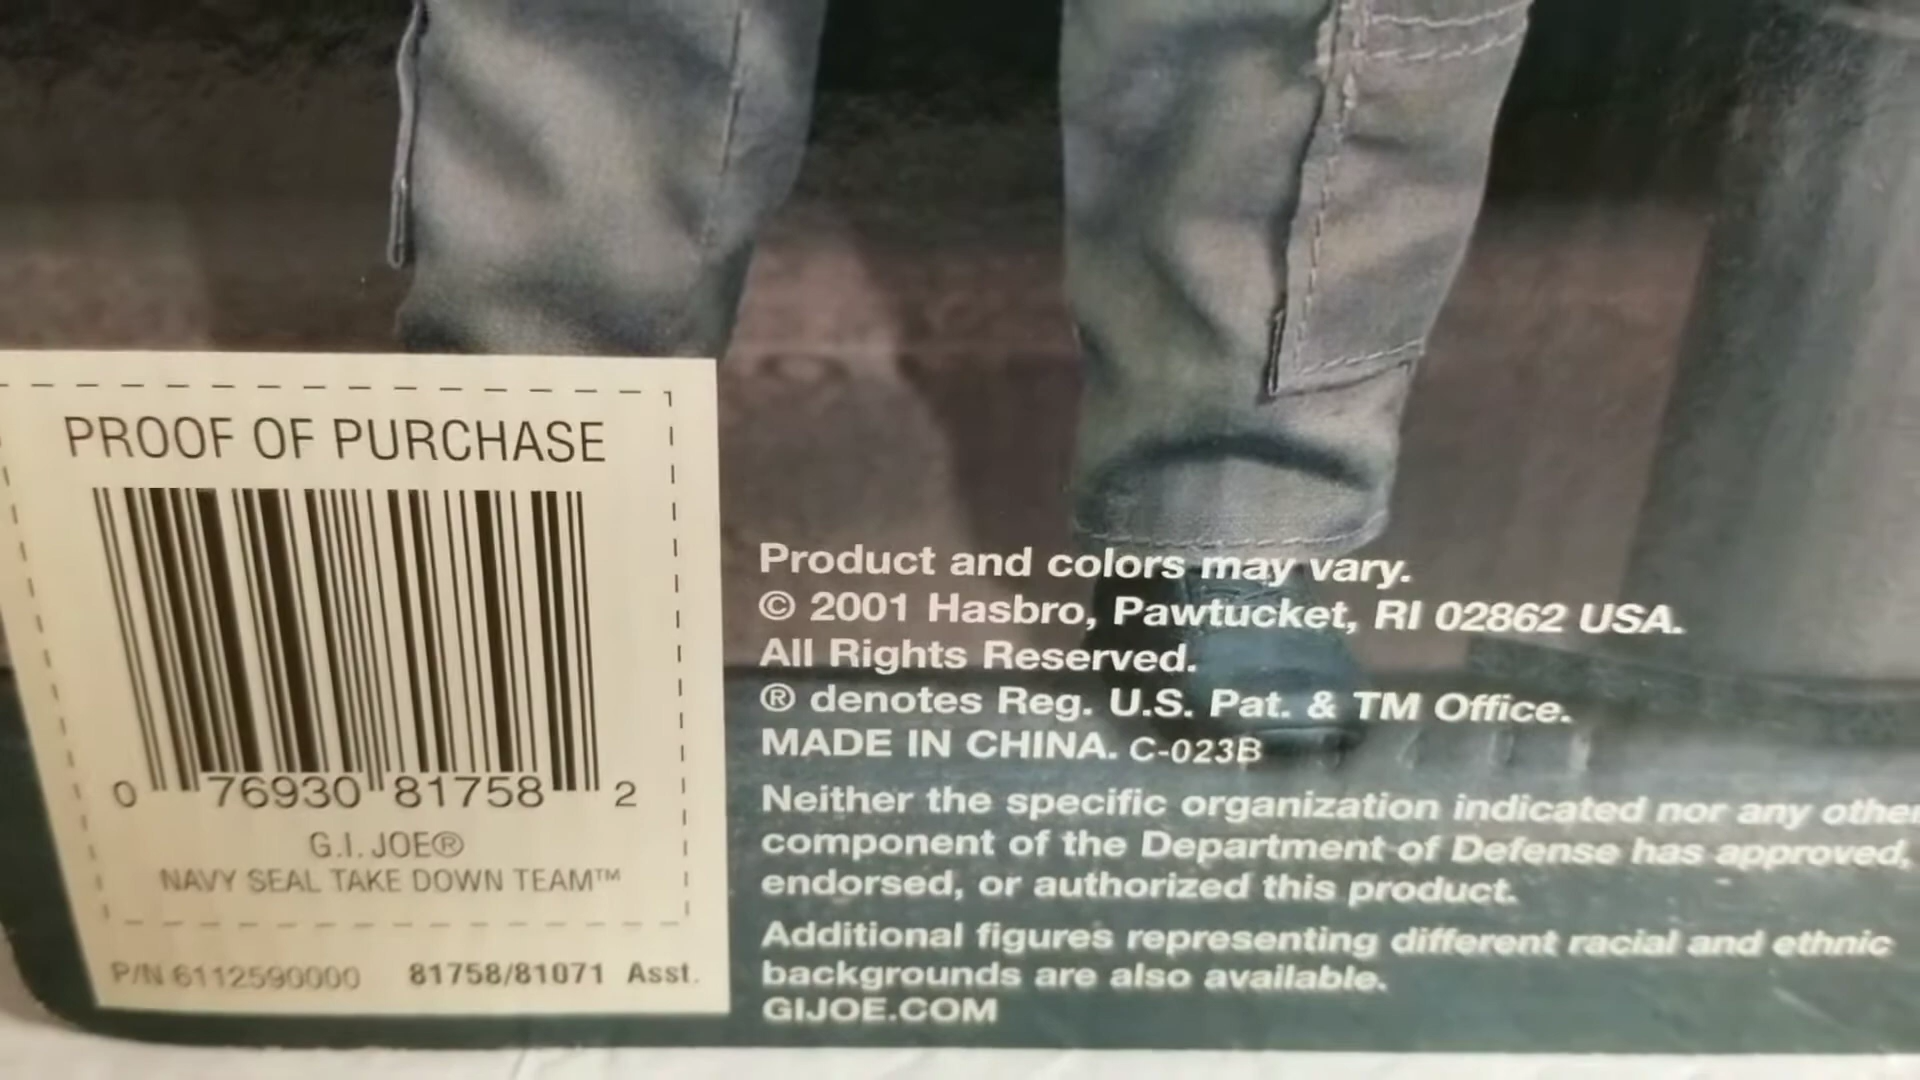 PROOF OF PURCHASE
0 76930 81758 2
G.I. JOE®
NAVY SEAL TAKE DOWN TEAM™
P/N 6112590000 81758/81071 Asst.
Product and colors may vary.
© 2001 Hasbro, Pawtucket, RI 02862 USA.
All Rights Reserved.
® denotes Reg. U.S. Pat. & TM Office.
MADE IN CHINA. C-023B
Neither the specific organization indicated nor any other
component of the Department of Defense has approved,
endorsed, or authorized this product.
Additional figures representing different racial and ethnic
backgrounds are also available.
GIJOE.COM